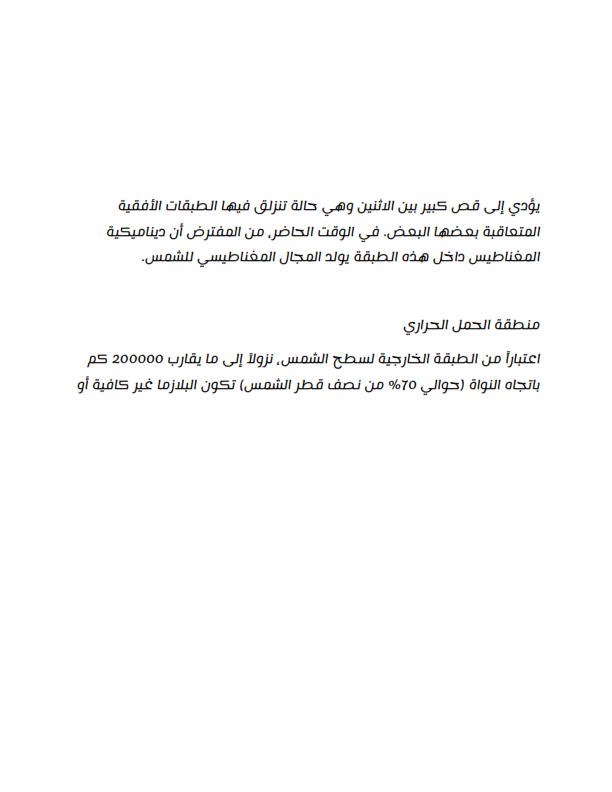 يؤدي إلى قص كبير بين الاثنين وهي حالة تنزلق فيها الطبقات الأفقية
المتعاقبة بعضها البعض. في الوقت الحاضر، من المفترض أن ديناميكية
المغناطيس داخل هذه الطبقة يولد المجال المغناطيسي للشمس.
منطقة الحمل الحراري
اعتباراً من الطبقة الخارجية لسطح الشمس، نزولاً إلى ما يقارب 200000 كم
باتجاه النواة (حوالي 70% من نصف قطر الشمس) تكون البلازما غير كافية أو